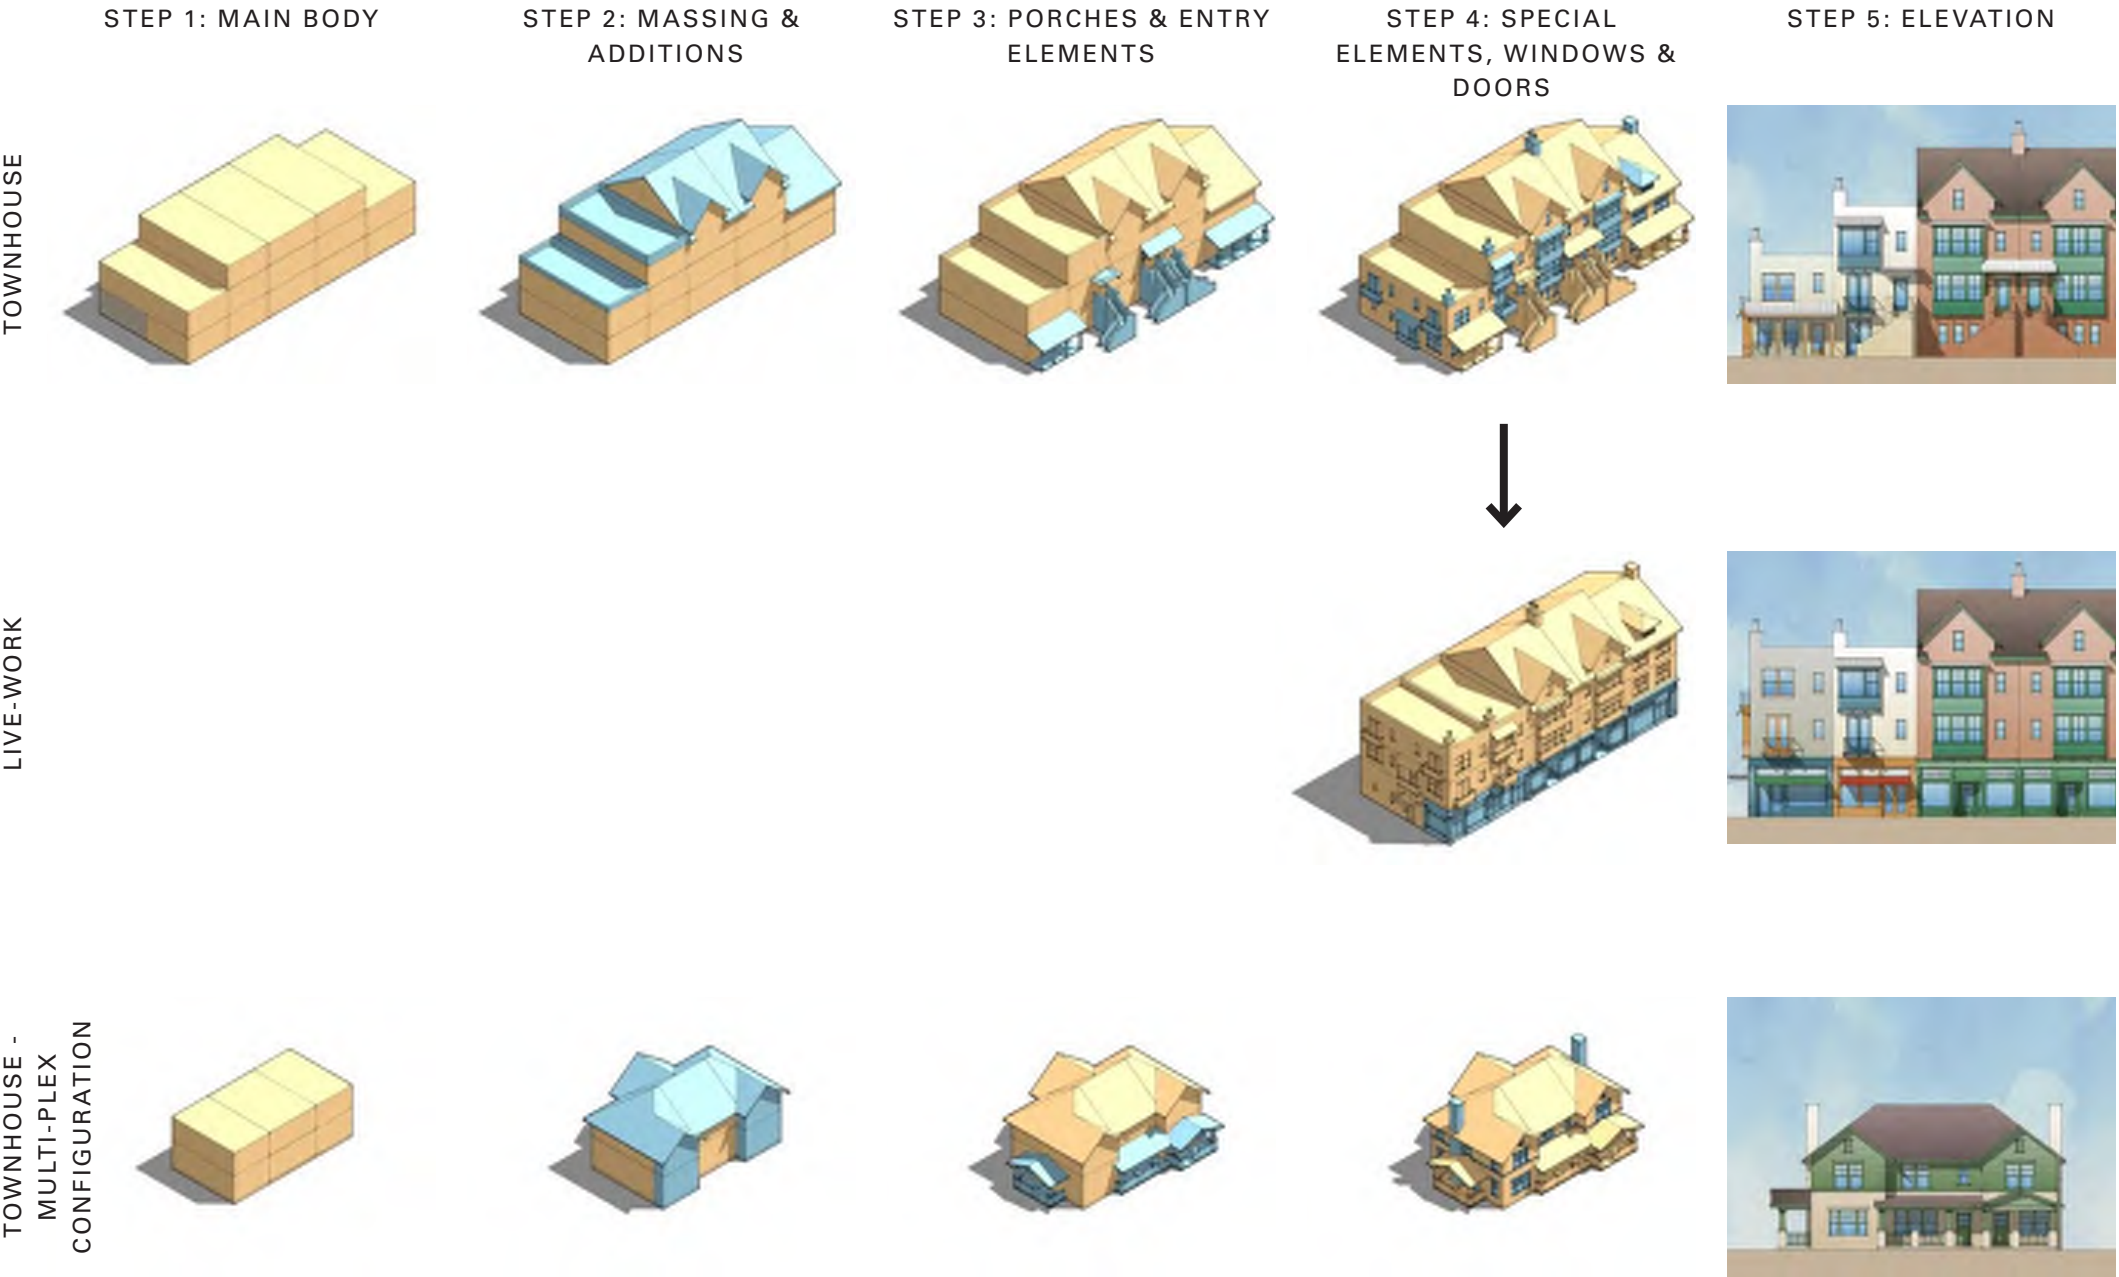 STEP 1: MAIN BODY
STEP 2: MASSING &
ADDITIONS
STEP 3: PORCHES & ENTRY
ELEMENTS
STEP 4: SPECIAL
ELEMENTS, WINDOWS &
DOORS
STEP 5: ELEVATION
TOWNHOUSE
LIVE-WORK
TOWNHOUSE -
MULTI-PLEX
CONFIGURATION